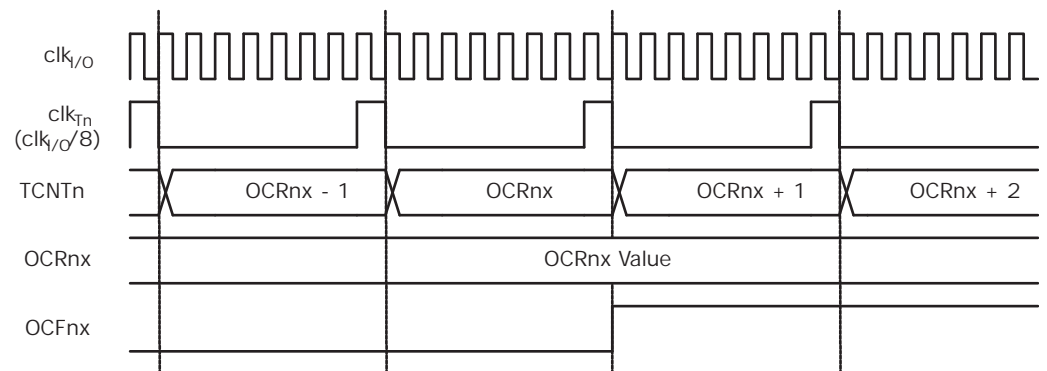 clkI/O
clkTn
(clkI/O/8)
TCNTn OCRnx - 1 OCRnx OCRnx + 1 OCRnx + 2
OCRnx OCRnx Value
OCFnx